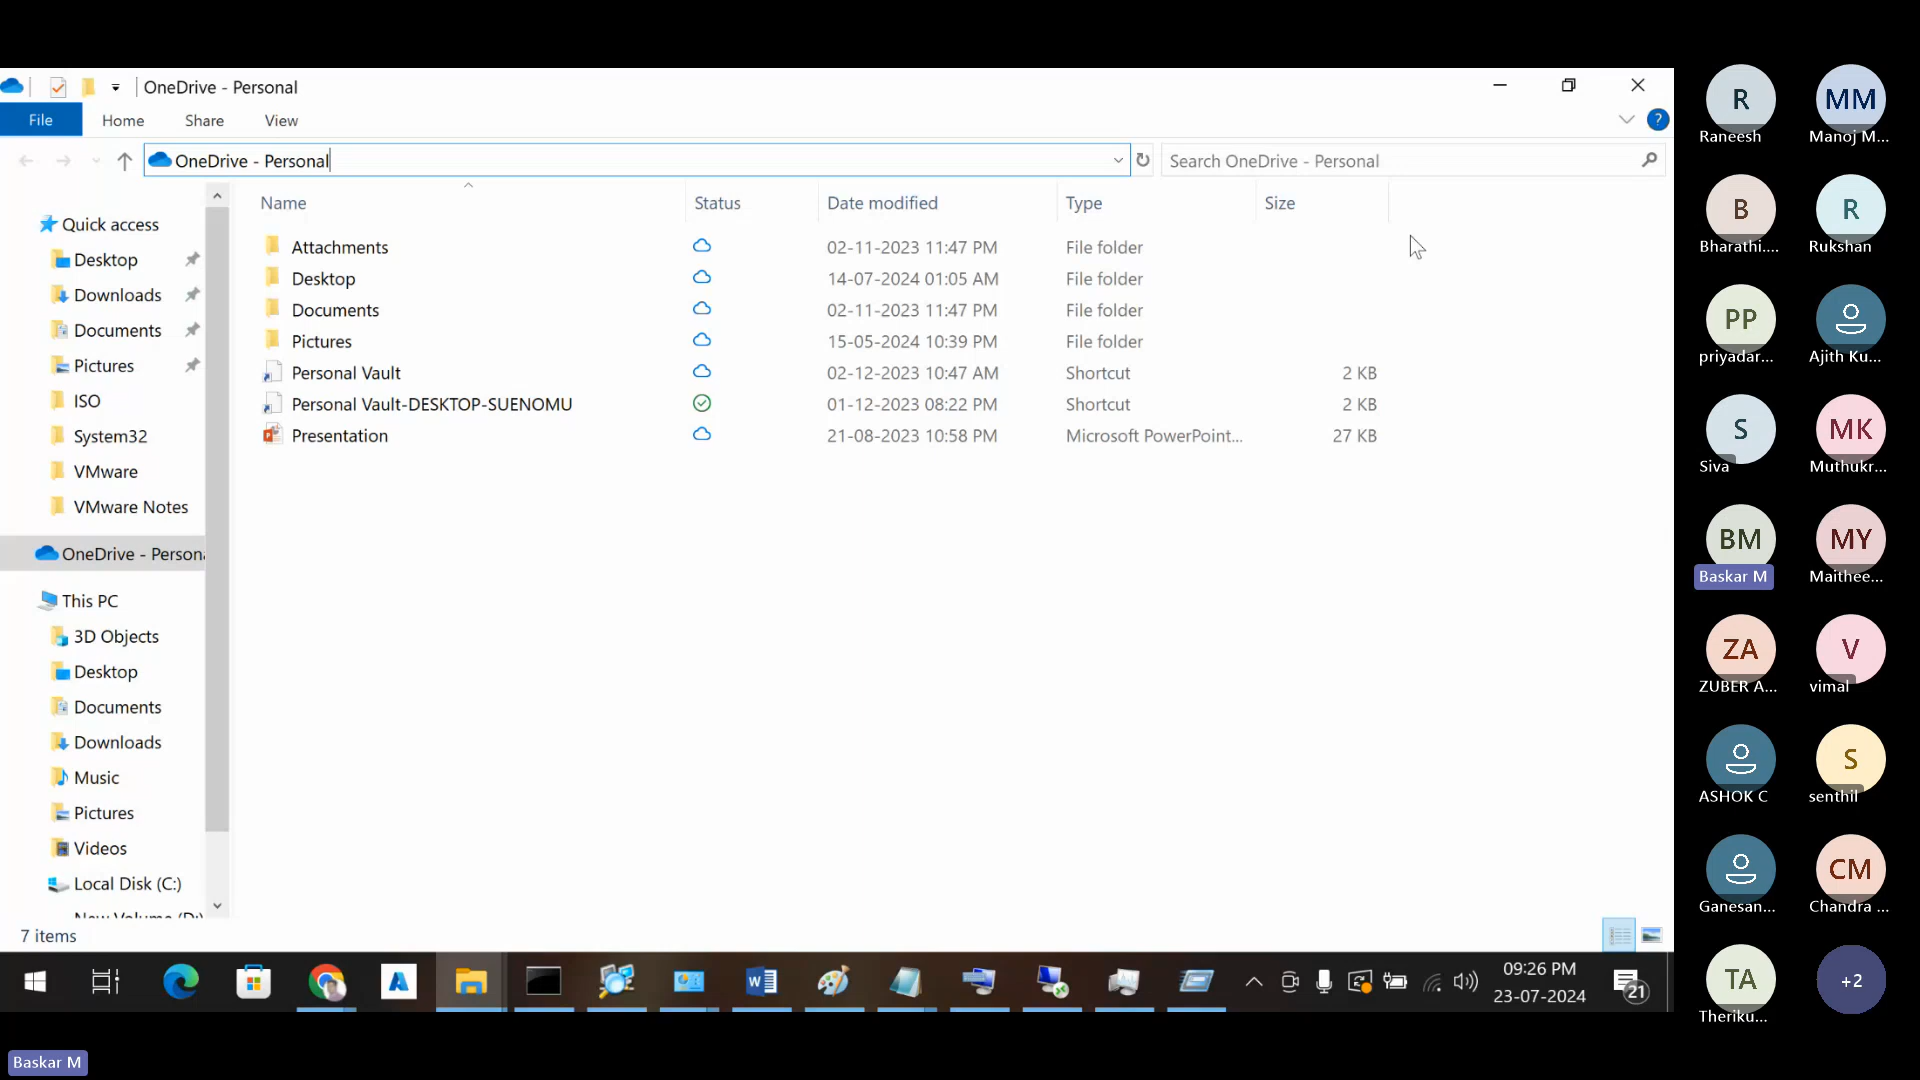 OneDrive - Personal
File Home Share View
?
OneDrive - Personal
Search OneDrive - Personal
Name Status Date modified Type Size
Attachments 02-11-2023 11:47 PM File folder
Desktop 14-07-2024 01:05 AM File folder
Documents 02-11-2023 11:47 PM File folder
Pictures 15-05-2024 10:39 PM File folder
Personal Vault 02-12-2023 10:47 AM Shortcut 2 KB
Personal Vault-DESKTOP-SUENOMU 01-12-2023 08:22 PM Shortcut 2 KB
Presentation 21-08-2023 10:58 PM Microsoft PowerPoint... 27 KB
Quick access
Desktop
Downloads
Documents
Pictures
ISO
System32
VMware
VMware Notes
OneDrive - Persona
This PC
3D Objects
Desktop
Documents
Downloads
Music
Pictures
Videos
Local Disk (C:)
New Volume (D:)
7 items
09:26 PM
23-07-2024
21
R MM
Raneesh Manoj M...
B R
Bharathi.... Rukshan
PP
priyadar... Ajith Ku...
S MK
Siva Muthukr...
BM MY
Baskar M Maithee...
ZA V
ZUBER A... vimal
S
ASHOK C senthil
CM
Ganesan... Chandra ...
TA +2
Theriku...
Baskar M